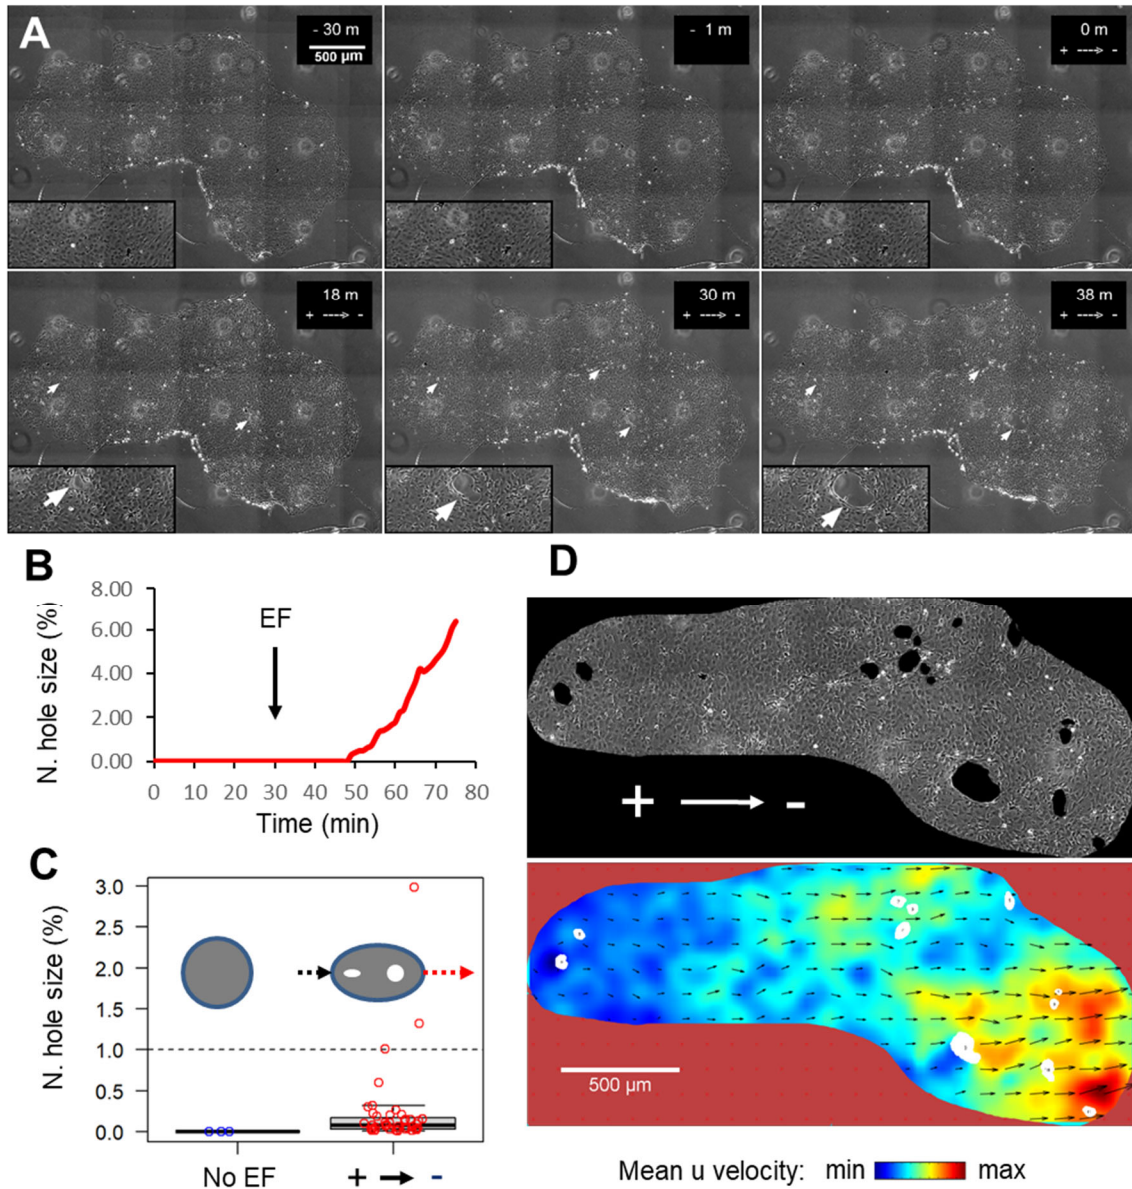 A
- 30 m
500 µm
- 1 m
0 m
+ ----> -
18 m
+ ----> -
30 m
+ ----> -
38 m
+ ----> -
B
N. hole size (%)
8.00
6.00
4.00
2.00
0.00
EF
0 10 20 30 40 50 60 70 80
Time (min)
C
N. hole size (%)
3.0
2.5
2.0
1.5
1.0
0.5
0.0
No EF
+ → -
D
+ → -
500 µm
Mean u velocity: min max